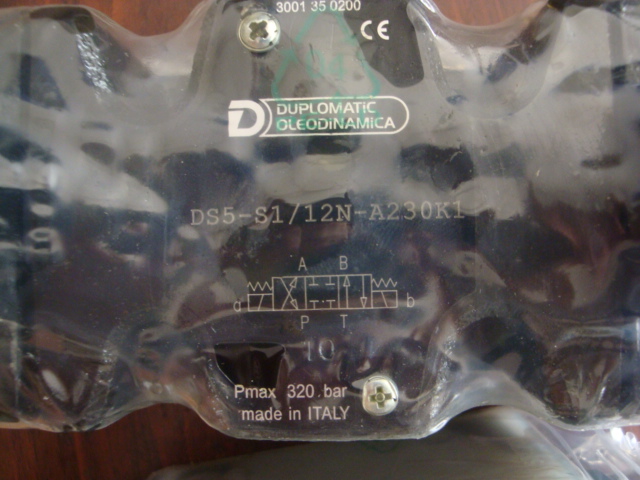 3001 35 0200
CE
D DUPLOMATIC
OLEODINAMICA
DS5-S1/12N-A230K1
A B
a b
P T
10
Pmax 320 bar
made in ITALY